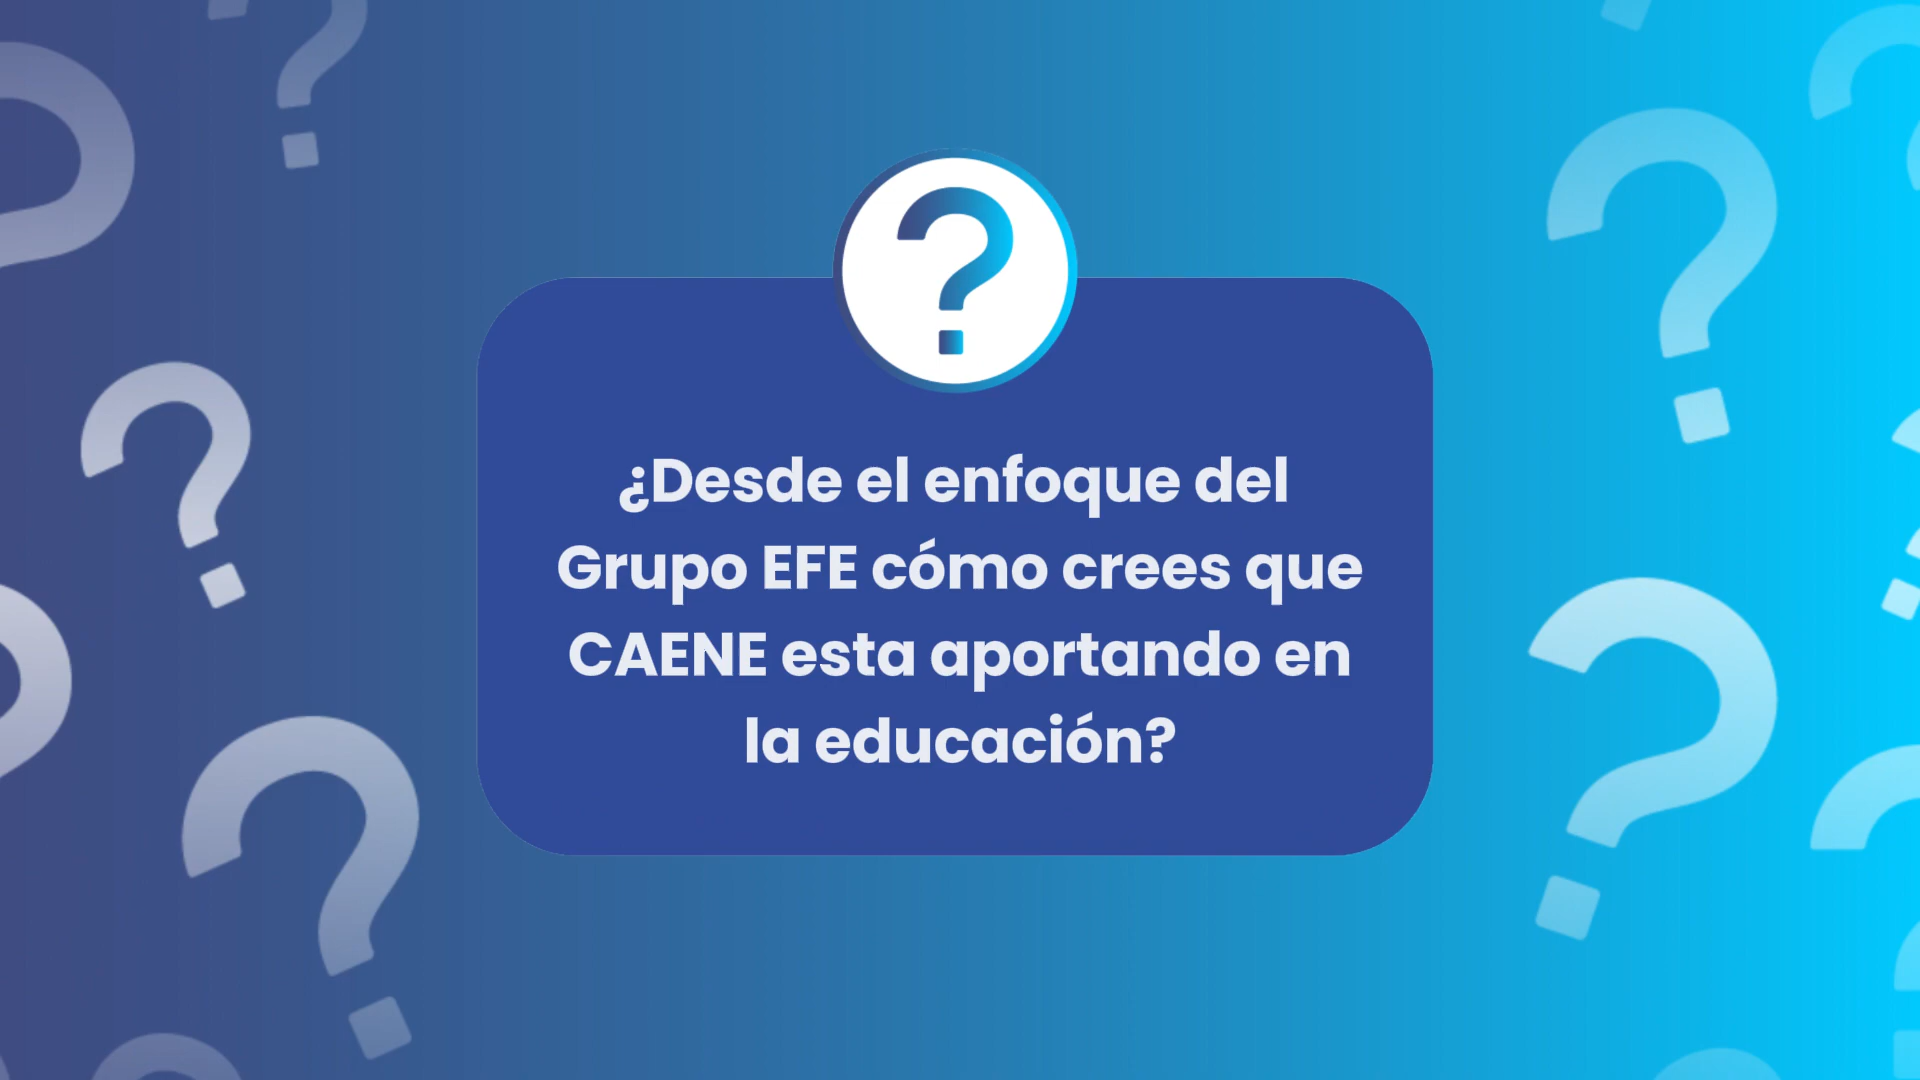 ¿Desde el enfoque del
Grupo EFE cómo crees que
CAENE esta aportando en
la educación?